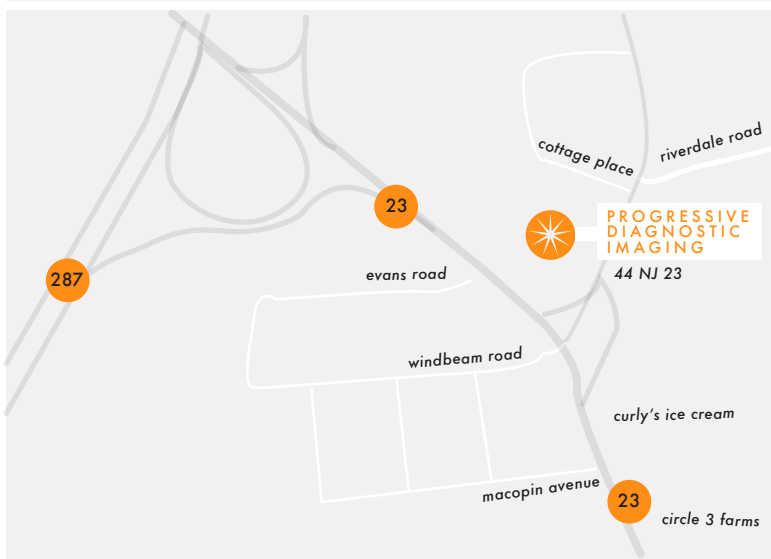 cottage place
riverdale road
23
PROGRESSIVE
DIAGNOSTIC
IMAGING
44 NJ 23
287
evans road
windbeam road
curly's ice cream
macopin avenue
23
circle 3 farms